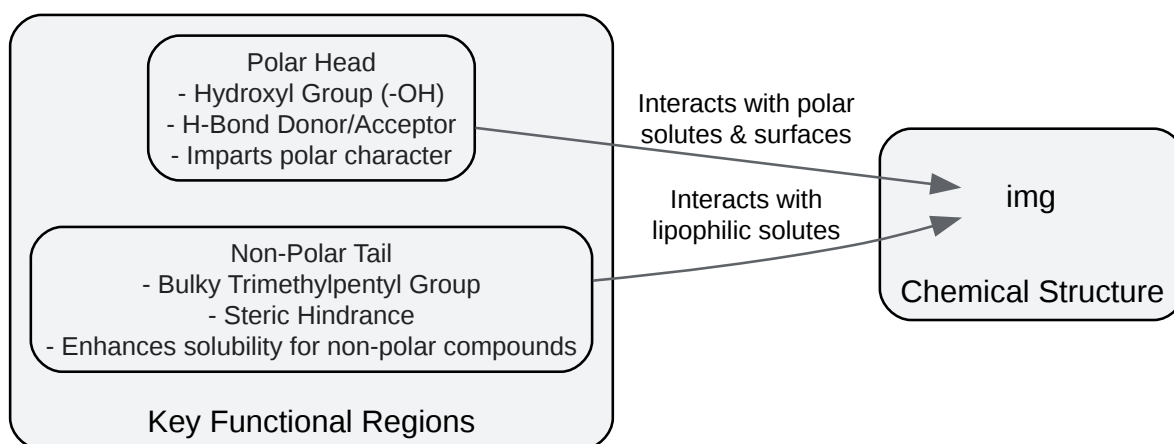 Polar Head
- Hydroxyl Group (-OH)
- H-Bond Donor/Acceptor
- Imparts polar character
Non-Polar Tail
- Bulky Trimethylpentyl Group
- Steric Hindrance
- Enhances solubility for non-polar compounds
Key Functional Regions
Interacts with polar
solutes & surfaces
Interacts with
lipophilic solutes
img
Chemical Structure